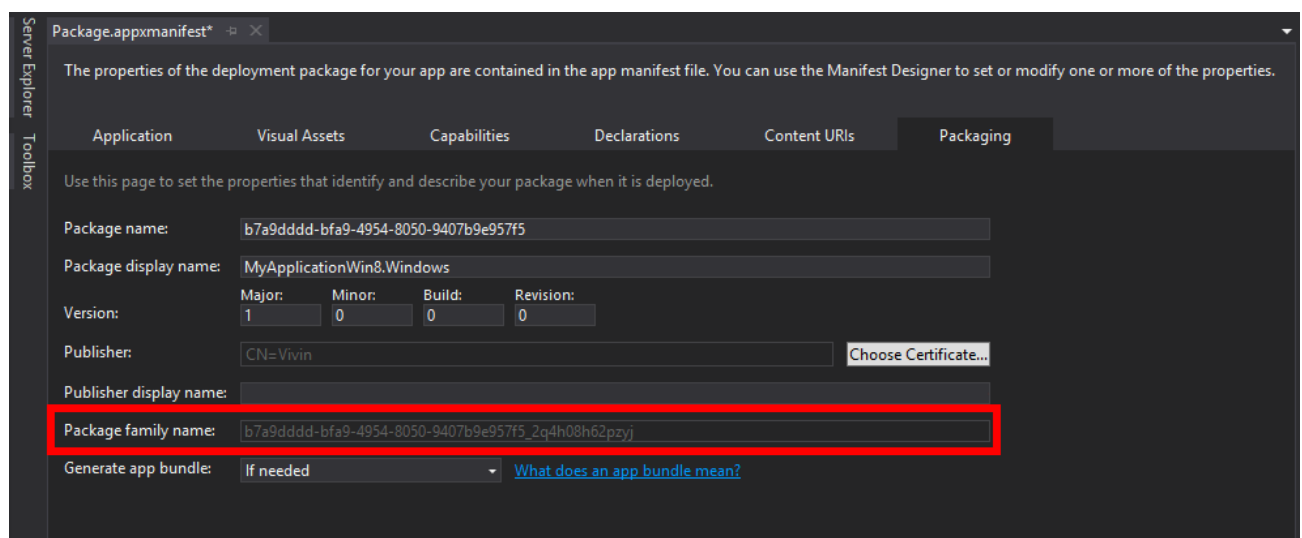 Server Explorer
Toolbox
Package.appxmanifest*
The properties of the deployment package for your app are contained in the app manifest file. You can use the Manifest Designer to set or modify one or more of the properties.
Application Visual Assets Capabilities Declarations Content URIs Packaging
Use this page to set the properties that identify and describe your package when it is deployed.
Package name: b7a9dddd-bfa9-4954-8050-9407b9e957f5
Package display name: MyApplicationWin8.Windows
Major: Minor: Build: Revision:
Version: 1 0 0 0
Publisher: CN=Vivin Choose Certificate...
Publisher display name:
Package family name: b7a9dddd-bfa9-4954-8050-9407b9e957f5_2q4h08h62pzyj
Generate app bundle: If needed What does an app bundle mean?